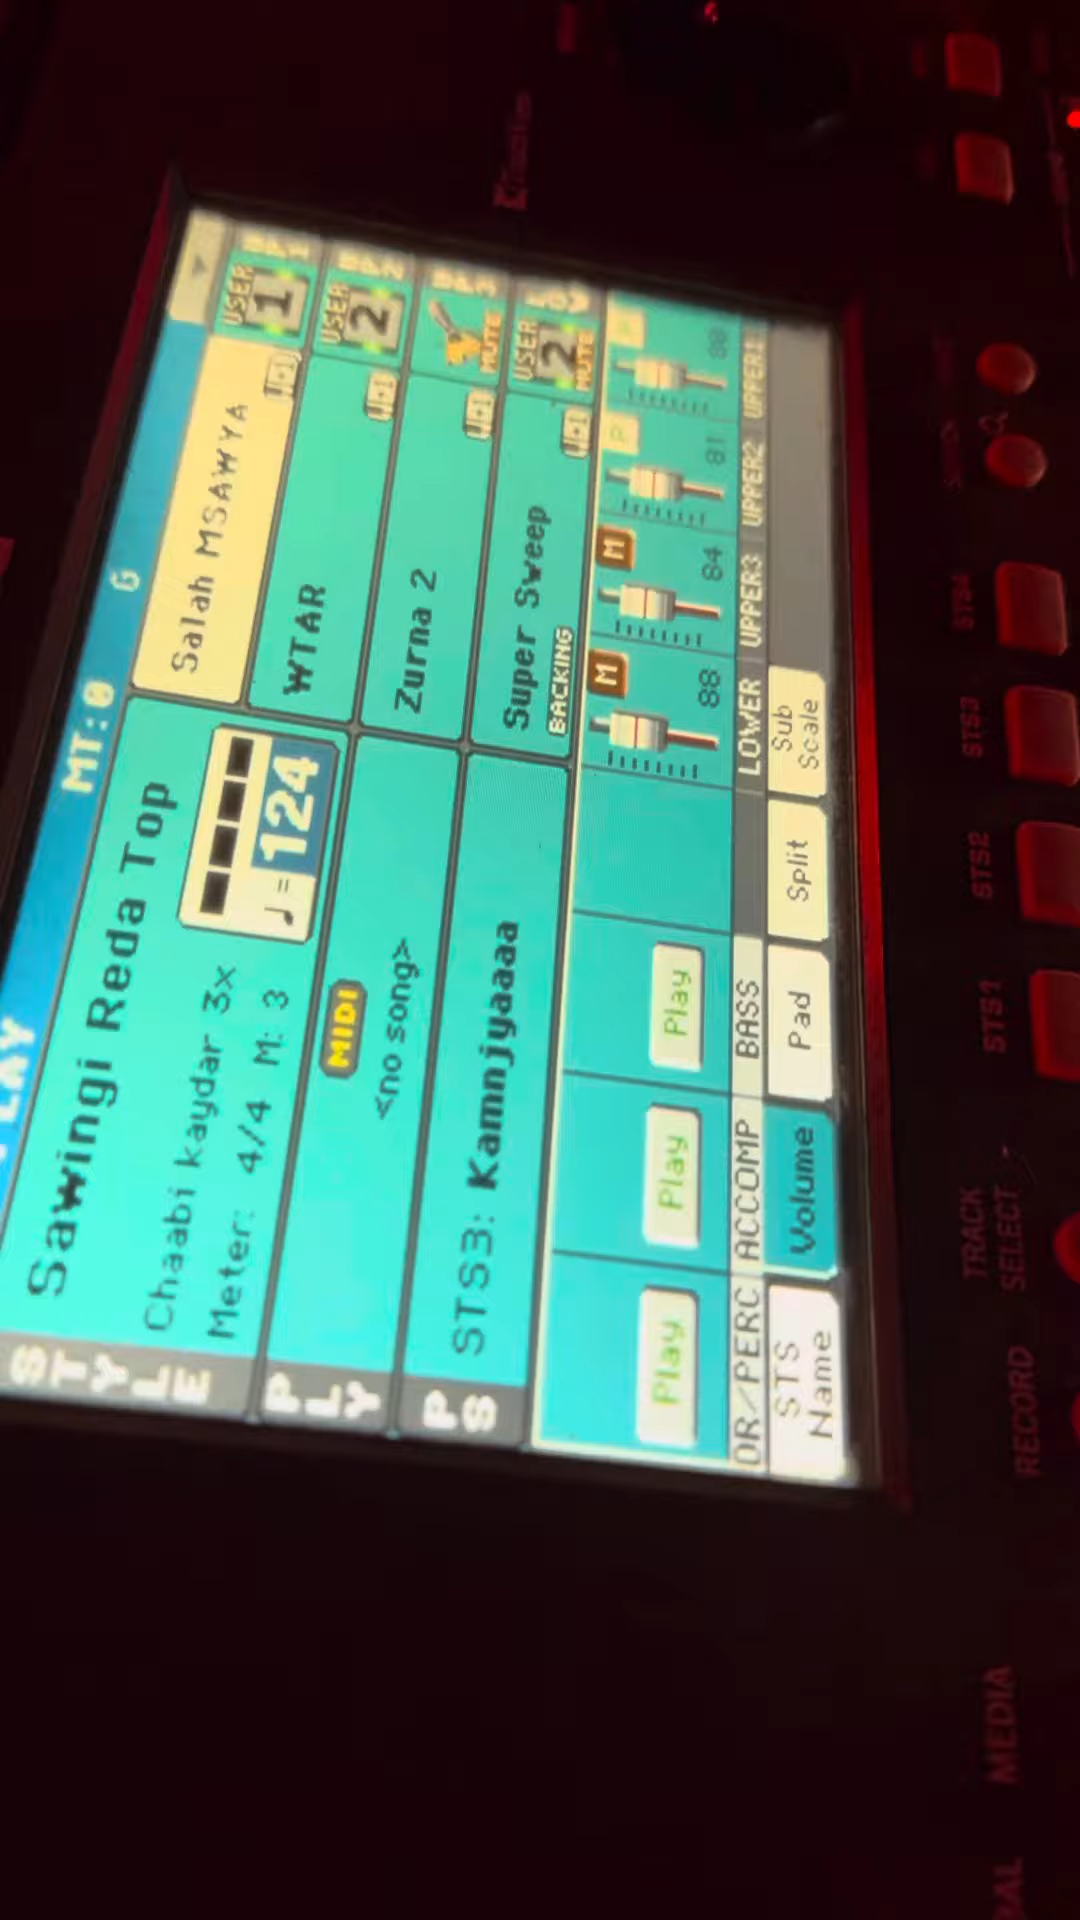 MT:0 G
STYLE
Sawingi Reda Top
Chaabi kaydar 3x
Meter: 4/4 M: 3
♩= 124
PLY
MIDI
<no song>
PS
STS3: Kamnjyaaaa
Salah MSAWYA
USER 1
WTAR
USER 2
Zurna 2
MUTE
Super Sweep
BACKING
USER 2
MUTE
Play Play Play
M M P P
88 84 81
DR/PERC ACCOMP BASS LOWER UPPER3 UPPER2 UPPER1
STS Name
Volume
Pad
Split
Sub Scale
TRACK SELECT
STS1 STS2 STS3 STS4
RECORD
MEDIA